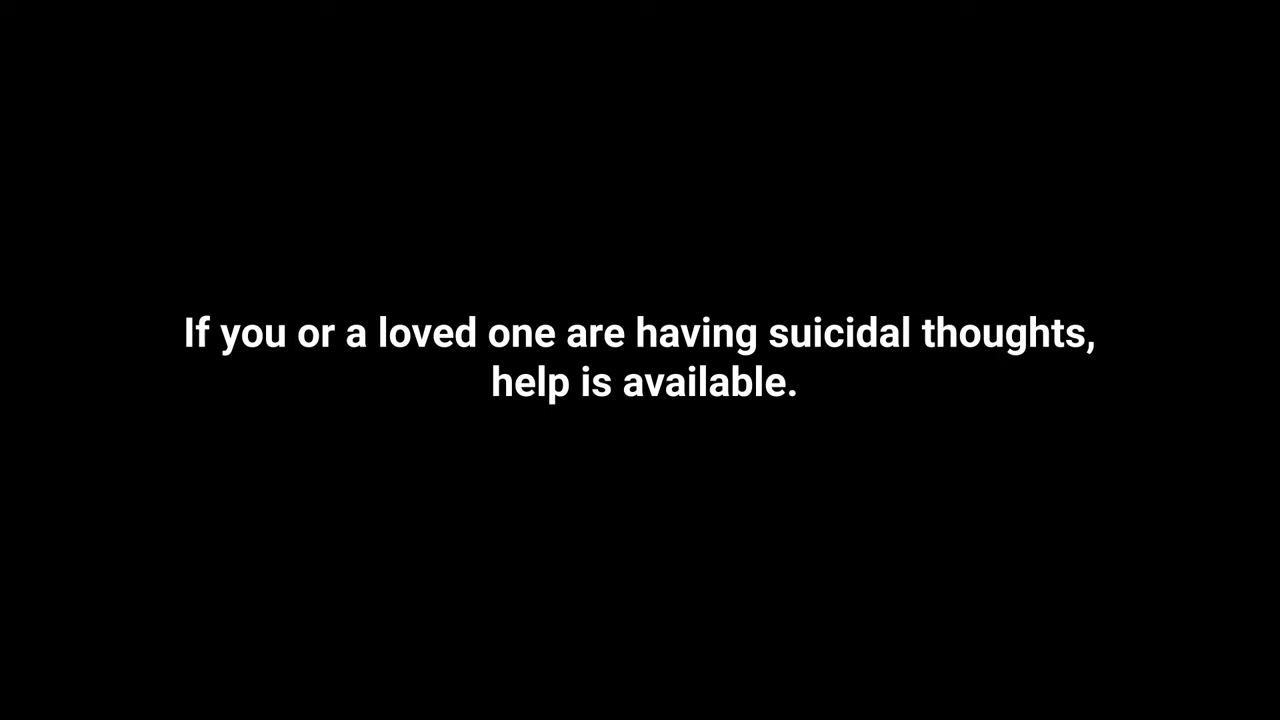 If you or a loved one are having suicidal thoughts,
help is available.